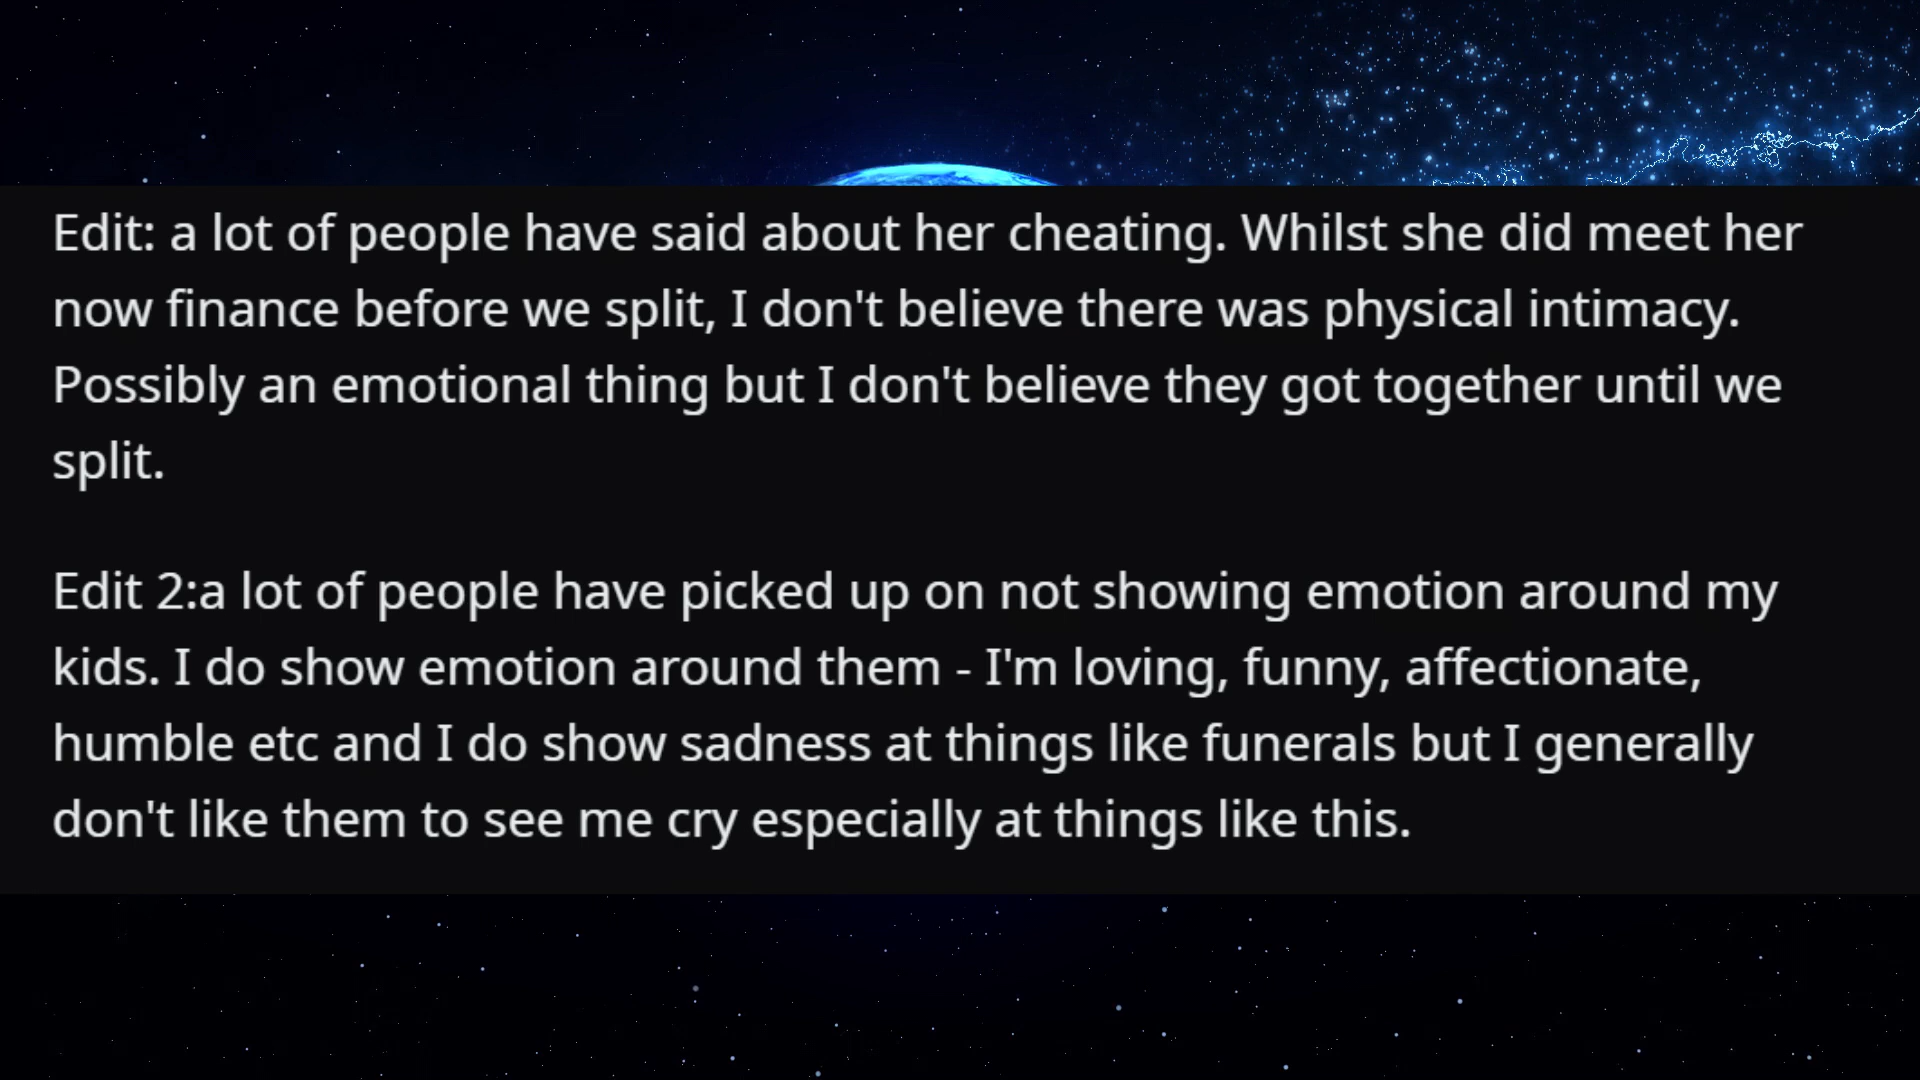 Edit: a lot of people have said about her cheating. Whilst she did meet her
now finance before we split, I don't believe there was physical intimacy.
Possibly an emotional thing but I don't believe they got together until we
split.
Edit 2:a lot of people have picked up on not showing emotion around my
kids. I do show emotion around them - I'm loving, funny, affectionate,
humble etc and I do show sadness at things like funerals but I generally
don't like them to see me cry especially at things like this.